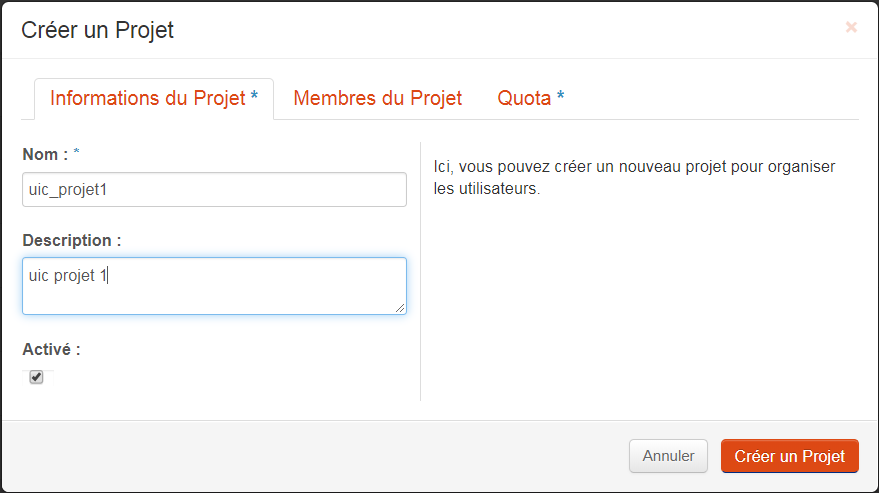 Créer un Projet
×
Informations du Projet * Membres du Projet Quota *
Nom : *
uic_projet1
Description :
uic projet 1
Activé :
Ici, vous pouvez créer un nouveau projet pour organiser
les utilisateurs.
Annuler Créer un Projet